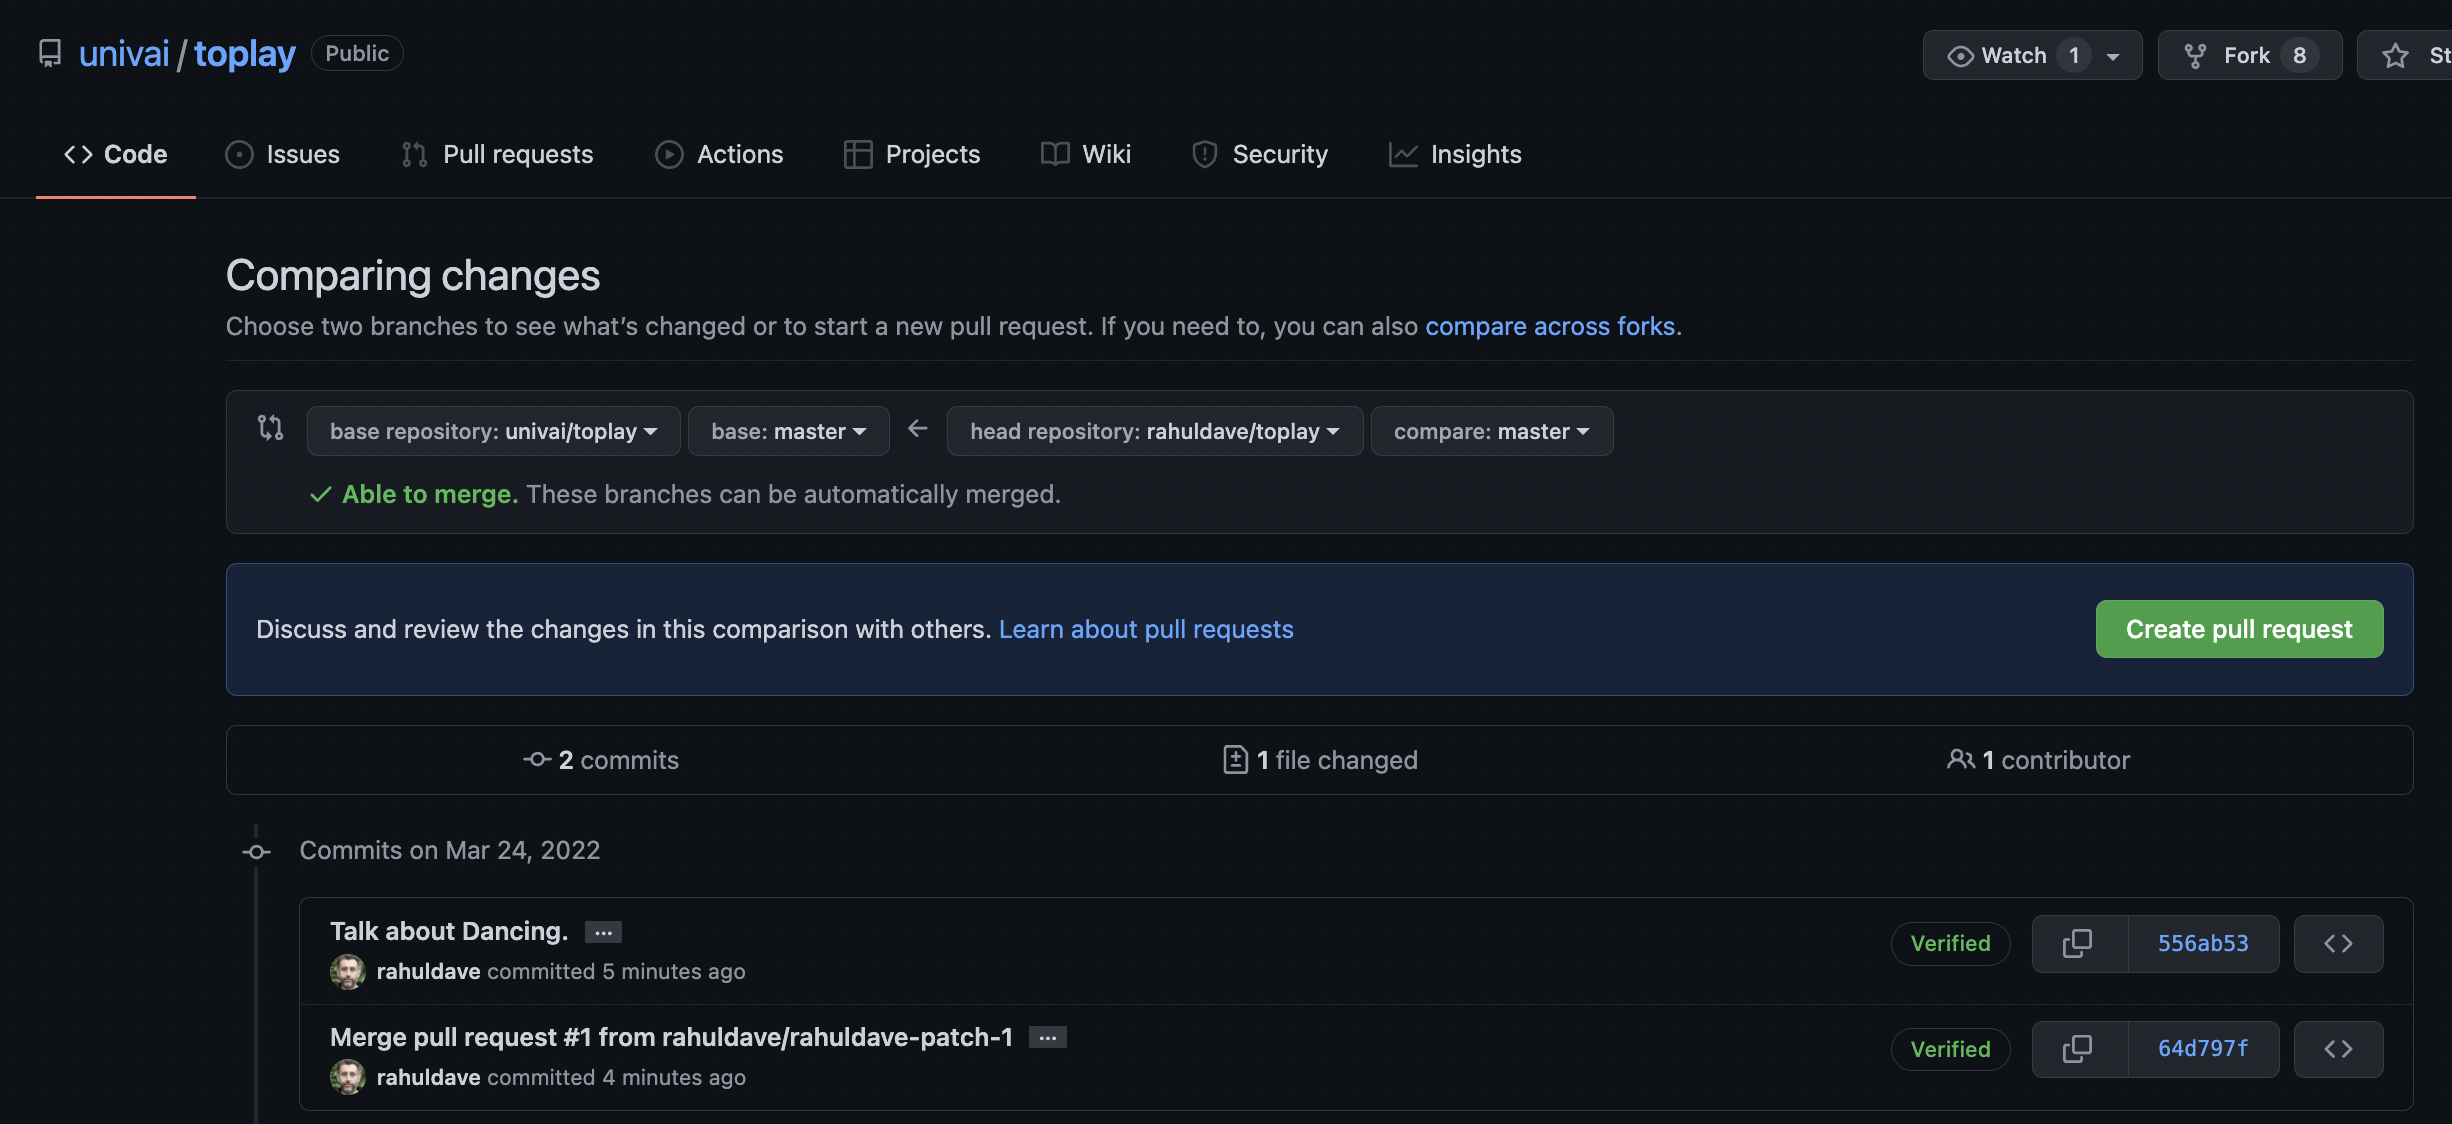 univai / toplay Public Watch 1 Fork 8 St
Code Issues Pull requests Actions Projects Wiki Security Insights
Comparing changes
Choose two branches to see what’s changed or to start a new pull request. If you need to, you can also compare across forks.
base repository: univai/toplay base: master head repository: rahuldave/toplay compare: master
Able to merge. These branches can be automatically merged.
Discuss and review the changes in this comparison with others. Learn about pull requests Create pull request
2 commits 1 file changed 1 contributor
Commits on Mar 24, 2022
Talk about Dancing. ... Verified 556ab53
rahuldave committed 5 minutes ago
Merge pull request #1 from rahuldave/rahuldave-patch-1 ... Verified 64d797f
rahuldave committed 4 minutes ago